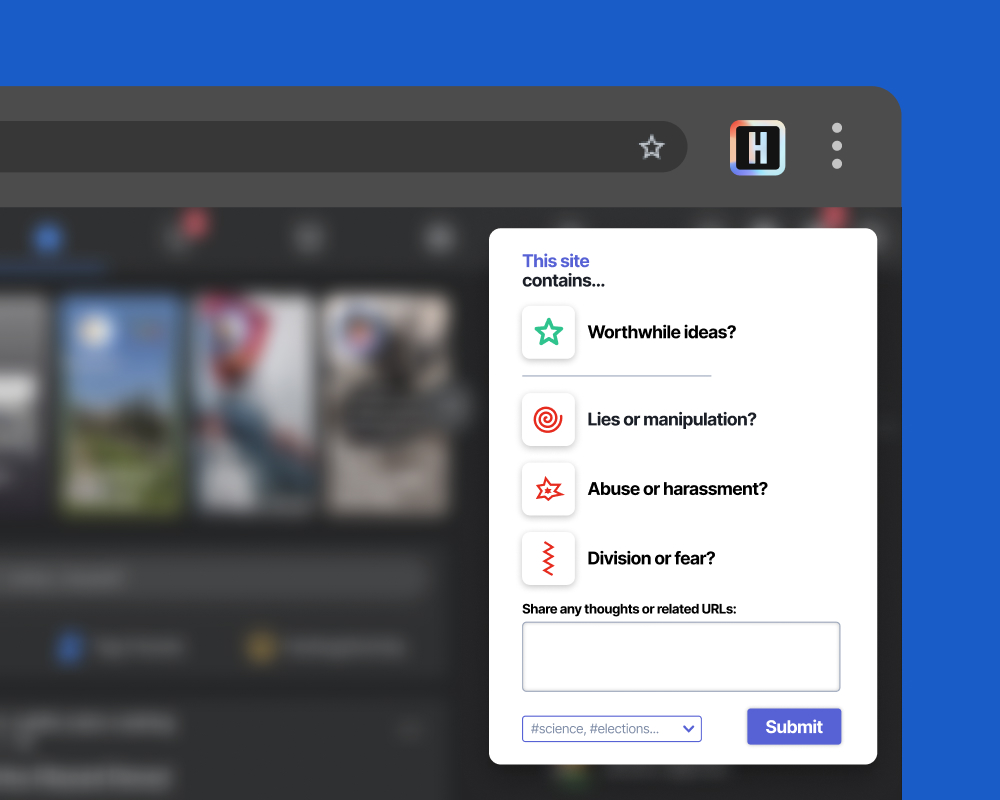 H
This site
contains...
Worthwhile ideas?
Lies or manipulation?
Abuse or harassment?
Division or fear?
Share any thoughts or related URLs:
#science, #elections...
Submit